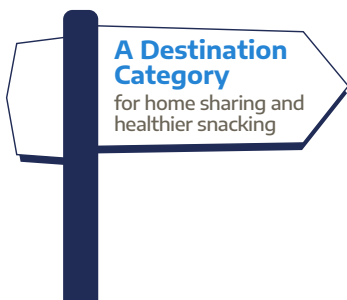 A Destination
Category
for home sharing and
healthier snacking